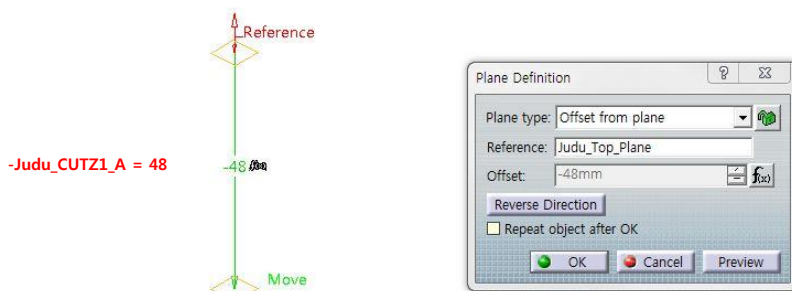 Reference
-Judu_CUTZ1_A = 48
-48 f(x)
Move
Plane Definition
Plane type: Offset from plane
Reference: Judu_Top_Plane
Offset: -48mm f(x)
Reverse Direction
Repeat object after OK
OK Cancel Preview